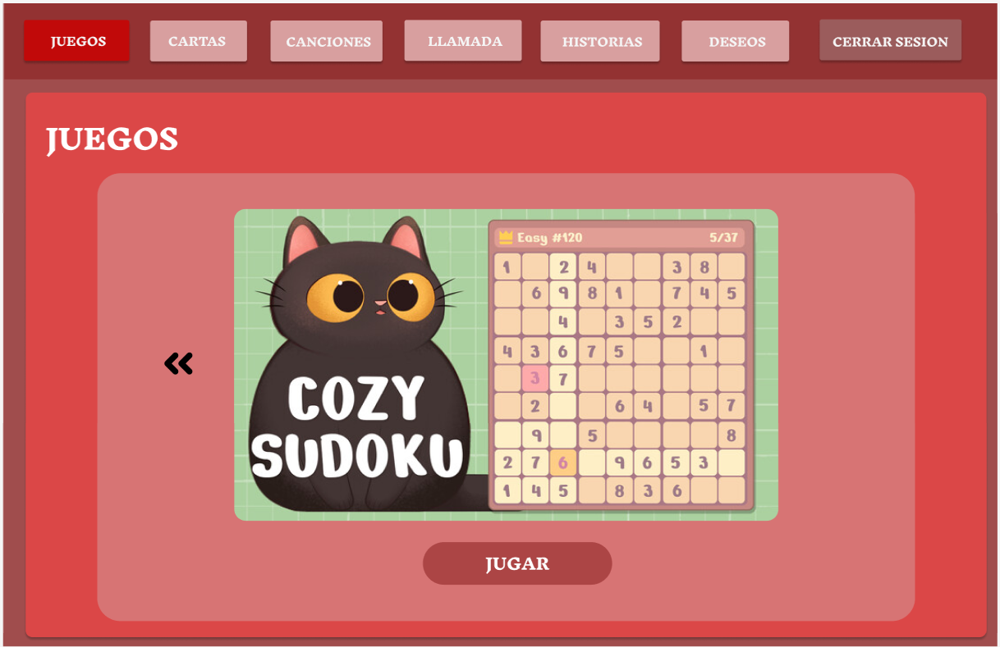 JUEGOS CARTAS CANCIONES LLAMADA HISTORIAS DESEOS CERRAR SESION
JUEGOS
COZY
SUDOKU
Easy #120 5/37
1 2 4 3 8
6 9 8 1 7 4 5
4 3 5 2
4 3 6 7 5 1
3 7
2 6 4 5 7
9 5 8
2 7 6 9 6 5 3
1 4 5 8 3 6
JUGAR